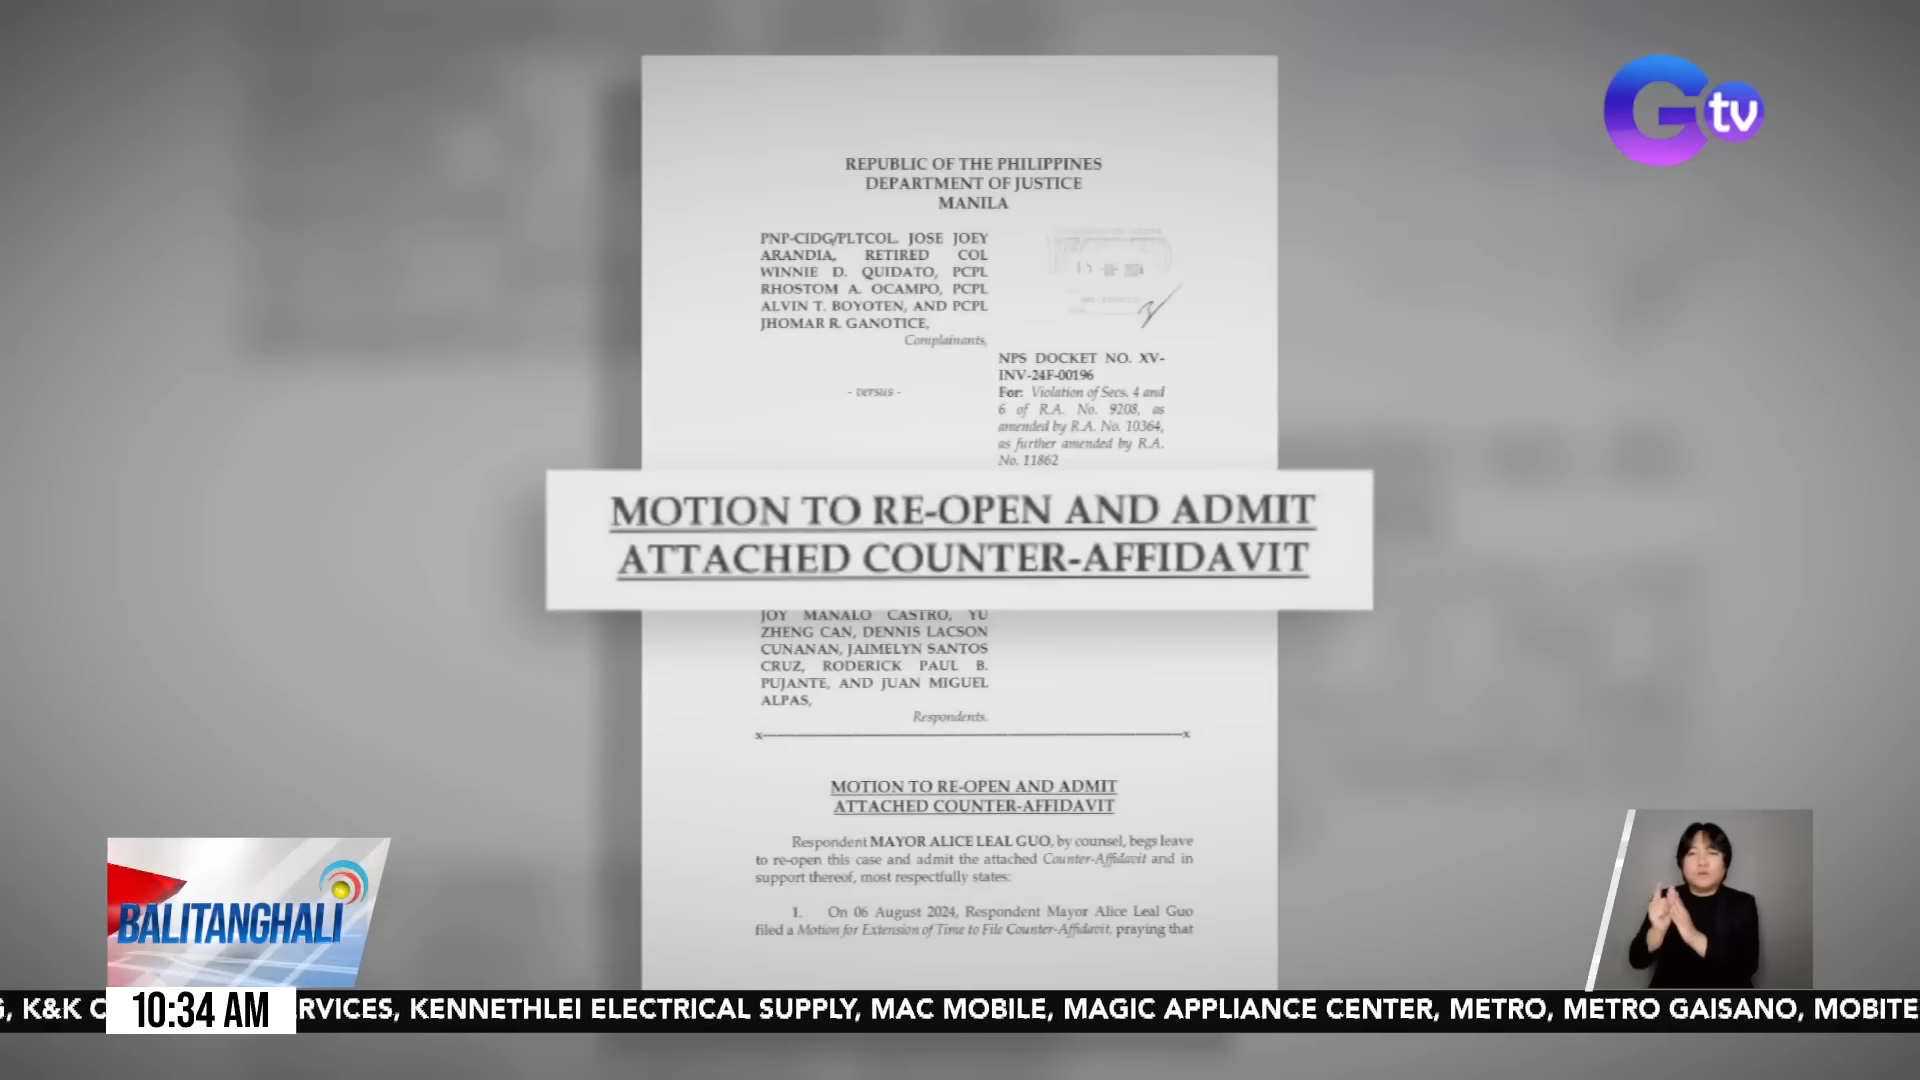 G tv
REPUBLIC OF THE PHILIPPINES
DEPARTMENT OF JUSTICE
MANILA
PNP-CIDG/PLTCOL. JOSE JOEY
ARANDIA, RETIRED COL
WINNIE D. QUIDATO, PCPL
RHOSTOM A. OCAMPO, PCPL
ALVIN T. BOYOTEN, AND PCPL
JHOMAR R. GANOTICE,
Complainants,
- versus -
NPS DOCKET NO. XV-
INV-24F-00196
For: Violation of Secs. 4 and
6 of R.A. No. 9208, as
amended by R.A. No. 10364,
as further amended by R.A.
No. 11862
MOTION TO RE-OPEN AND ADMIT
ATTACHED COUNTER-AFFIDAVIT
JOY MANALO CASTRO, YU
ZHENG CAN, DENNIS LACSON
CUNANAN, JAIMELYN SANTOS
CRUZ, RODERICK PAUL B.
PUJANTE, AND JUAN MIGUEL
ALPAS,
Respondents.
x x
MOTION TO RE-OPEN AND ADMIT
ATTACHED COUNTER-AFFIDAVIT
Respondent MAYOR ALICE LEAL GUO, by counsel, begs leave
to re-open this case and admit the attached Counter-Affidavit and in
support thereof, most respectfully states:
1. On 06 August 2024, Respondent Mayor Alice Leal Guo
filed a Motion for Extension of Time to File Counter-Affidavit, praying that
BALITANGHALI
10:34 AM
, K&K C RVICES, KENNETHLEI ELECTRICAL SUPPLY, MAC MOBILE, MAGIC APPLIANCE CENTER, METRO, METRO GAISANO, MOBITE